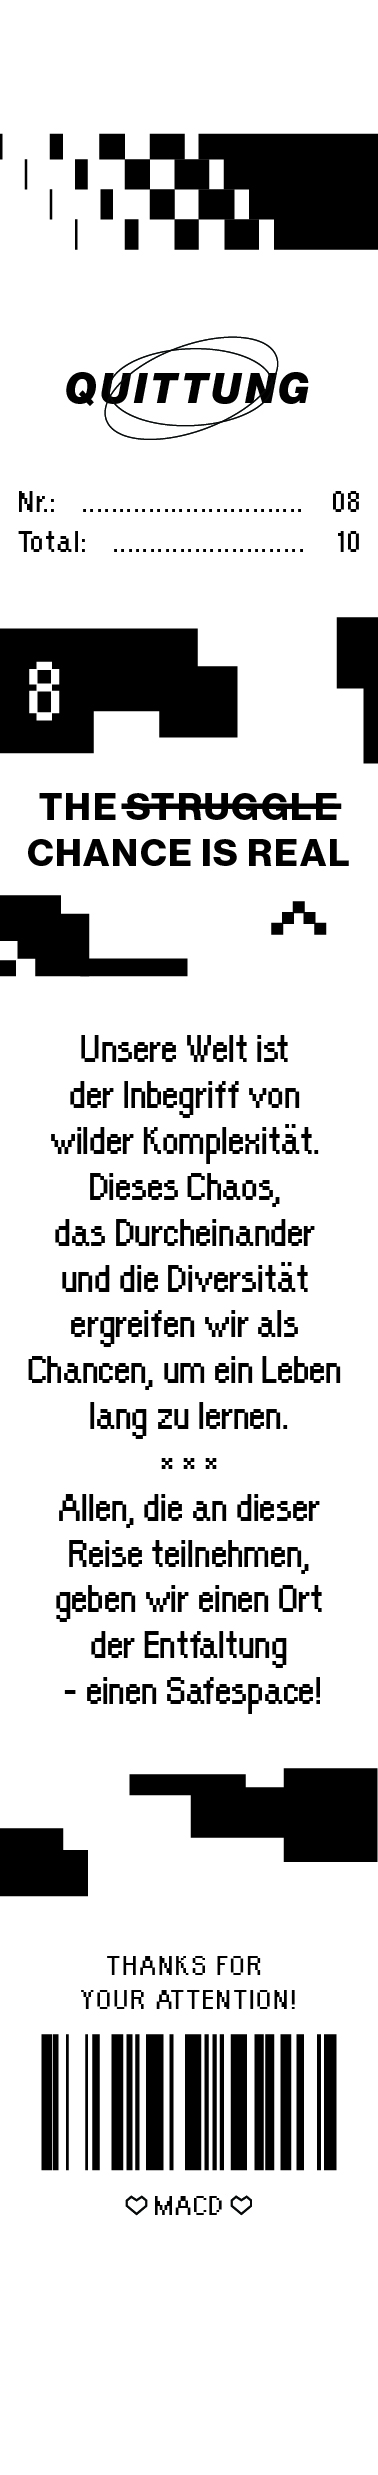 QUITTUNG
Nr.: .............................. 08
Total: .......................... 10
8
THE STRUGGLE
CHANCE IS REAL
Unsere Welt ist
der Inbegriff von
wilder Komplexität.
Dieses Chaos,
das Durcheinander
und die Diversität
ergreifen wir als
Chancen, um ein Leben
lang zu lernen.
× × ×
Allen, die an dieser
Reise teilnehmen,
geben wir einen Ort
der Entfaltung
- einen Safespace!
THANKS FOR
YOUR ATTENTION!
♡ MACD ♡